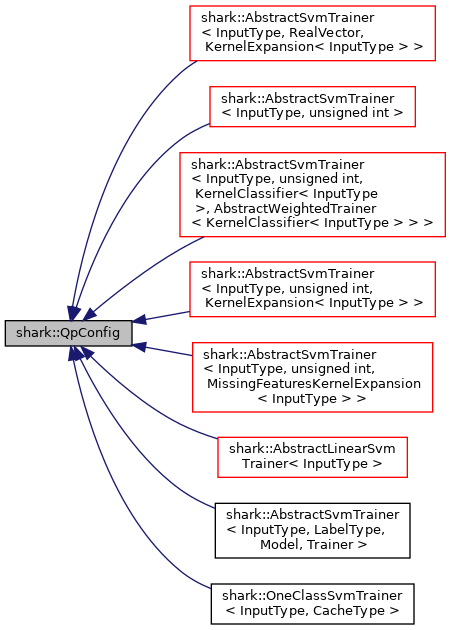 shark::AbstractSvmTrainer
< InputType, RealVector,
KernelExpansion< InputType > >
shark::AbstractSvmTrainer
< InputType, unsigned int >
shark::AbstractSvmTrainer
< InputType, unsigned int,
KernelClassifier< InputType
>, AbstractWeightedTrainer
< KernelClassifier< InputType > > >
shark::AbstractSvmTrainer
< InputType, unsigned int,
KernelExpansion< InputType > >
shark::QpConfig
shark::AbstractSvmTrainer
< InputType, unsigned int,
MissingFeaturesKernelExpansion
< InputType > >
shark::AbstractLinearSvm
Trainer< InputType >
shark::AbstractSvmTrainer
< InputType, LabelType,
Model, Trainer >
shark::OneClassSvmTrainer
< InputType, CacheType >